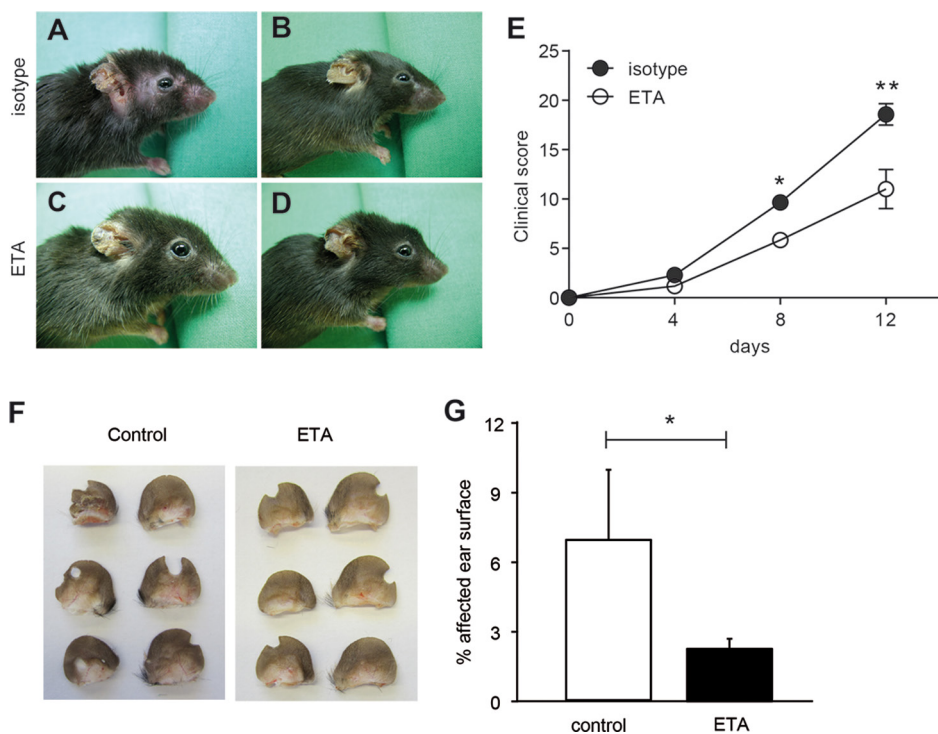 A
B
isotype
C
D
ETA
E
25
20
15
10
5
0
Clinical score
isotype
ETA
*
**
0
4
8
12
days
F
Control
ETA
G
12
9
6
3
0
% affected ear surface
*
control
ETA